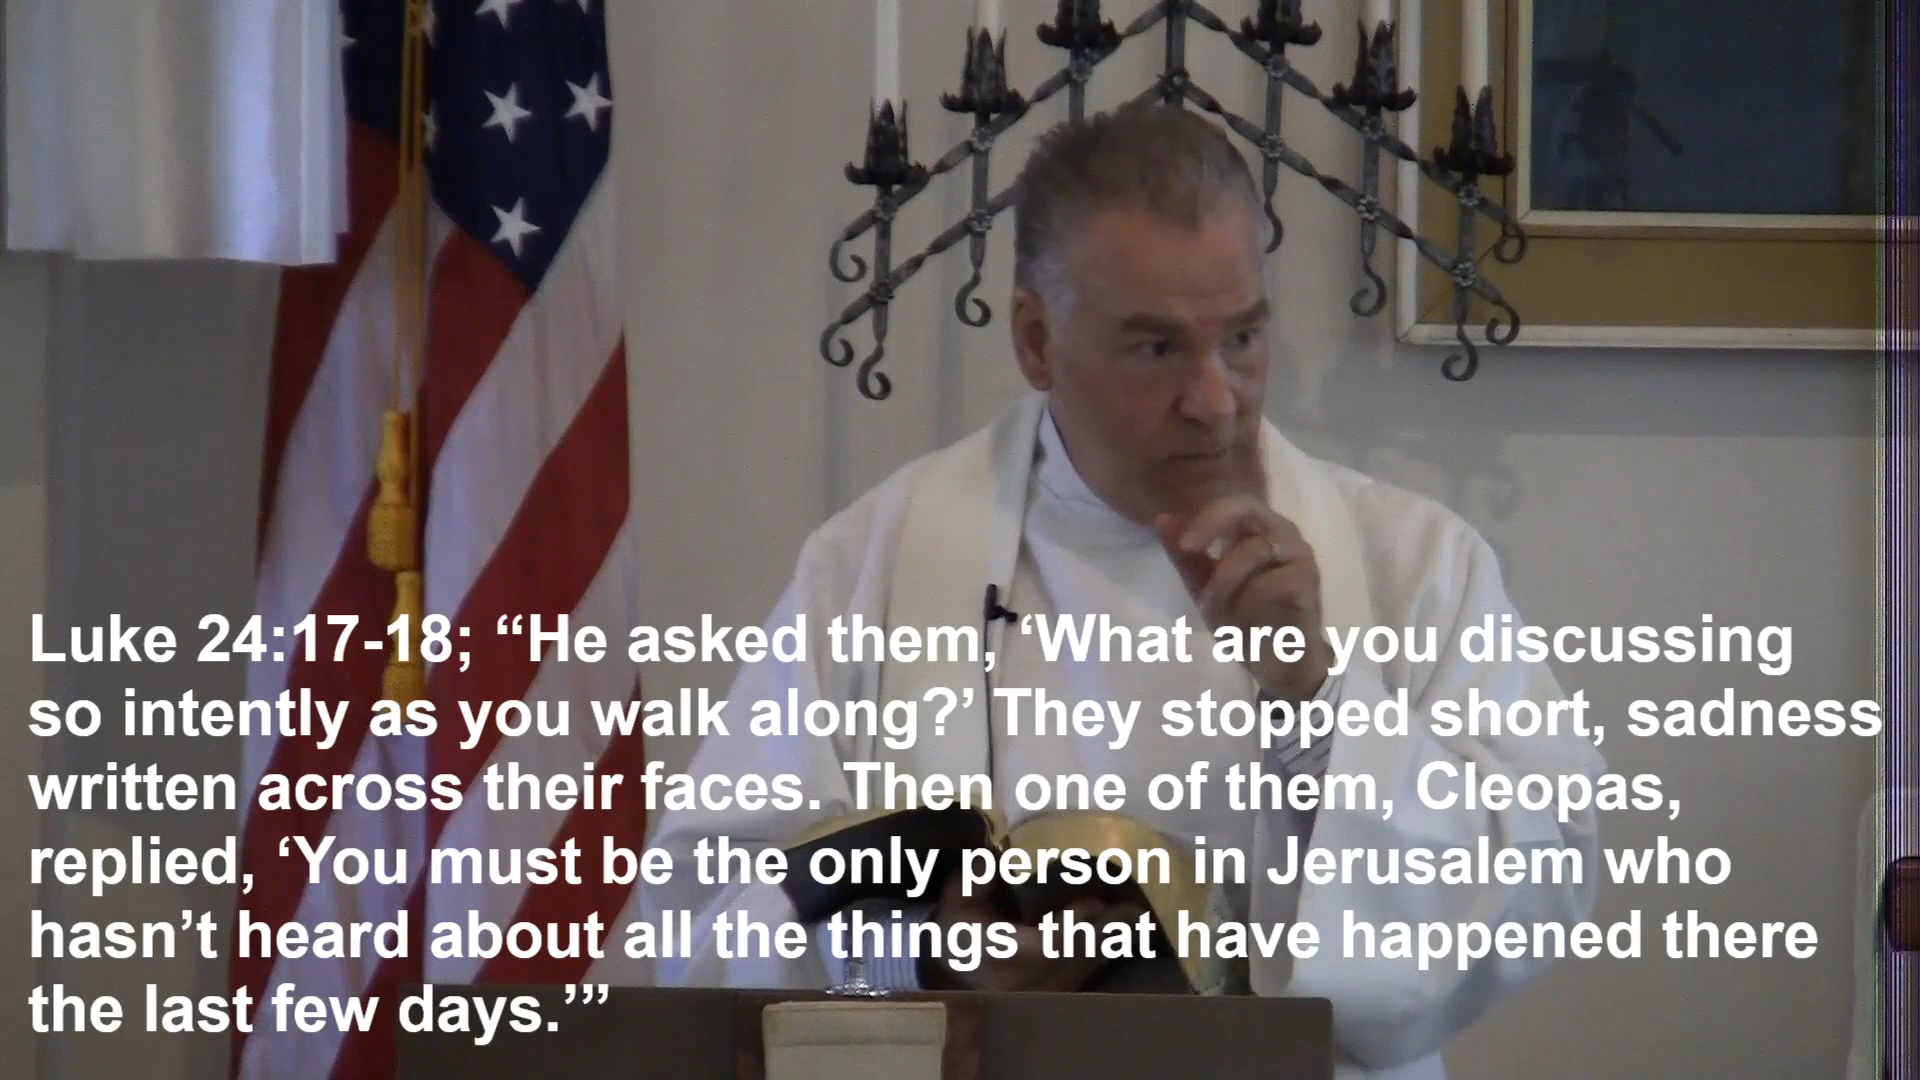 Luke 24:17-18; “He asked them, ‘What are you discussing
so intently as you walk along?’ They stopped short, sadness
written across their faces. Then one of them, Cleopas,
replied, ‘You must be the only person in Jerusalem who
hasn’t heard about all the things that have happened there
the last few days.’”